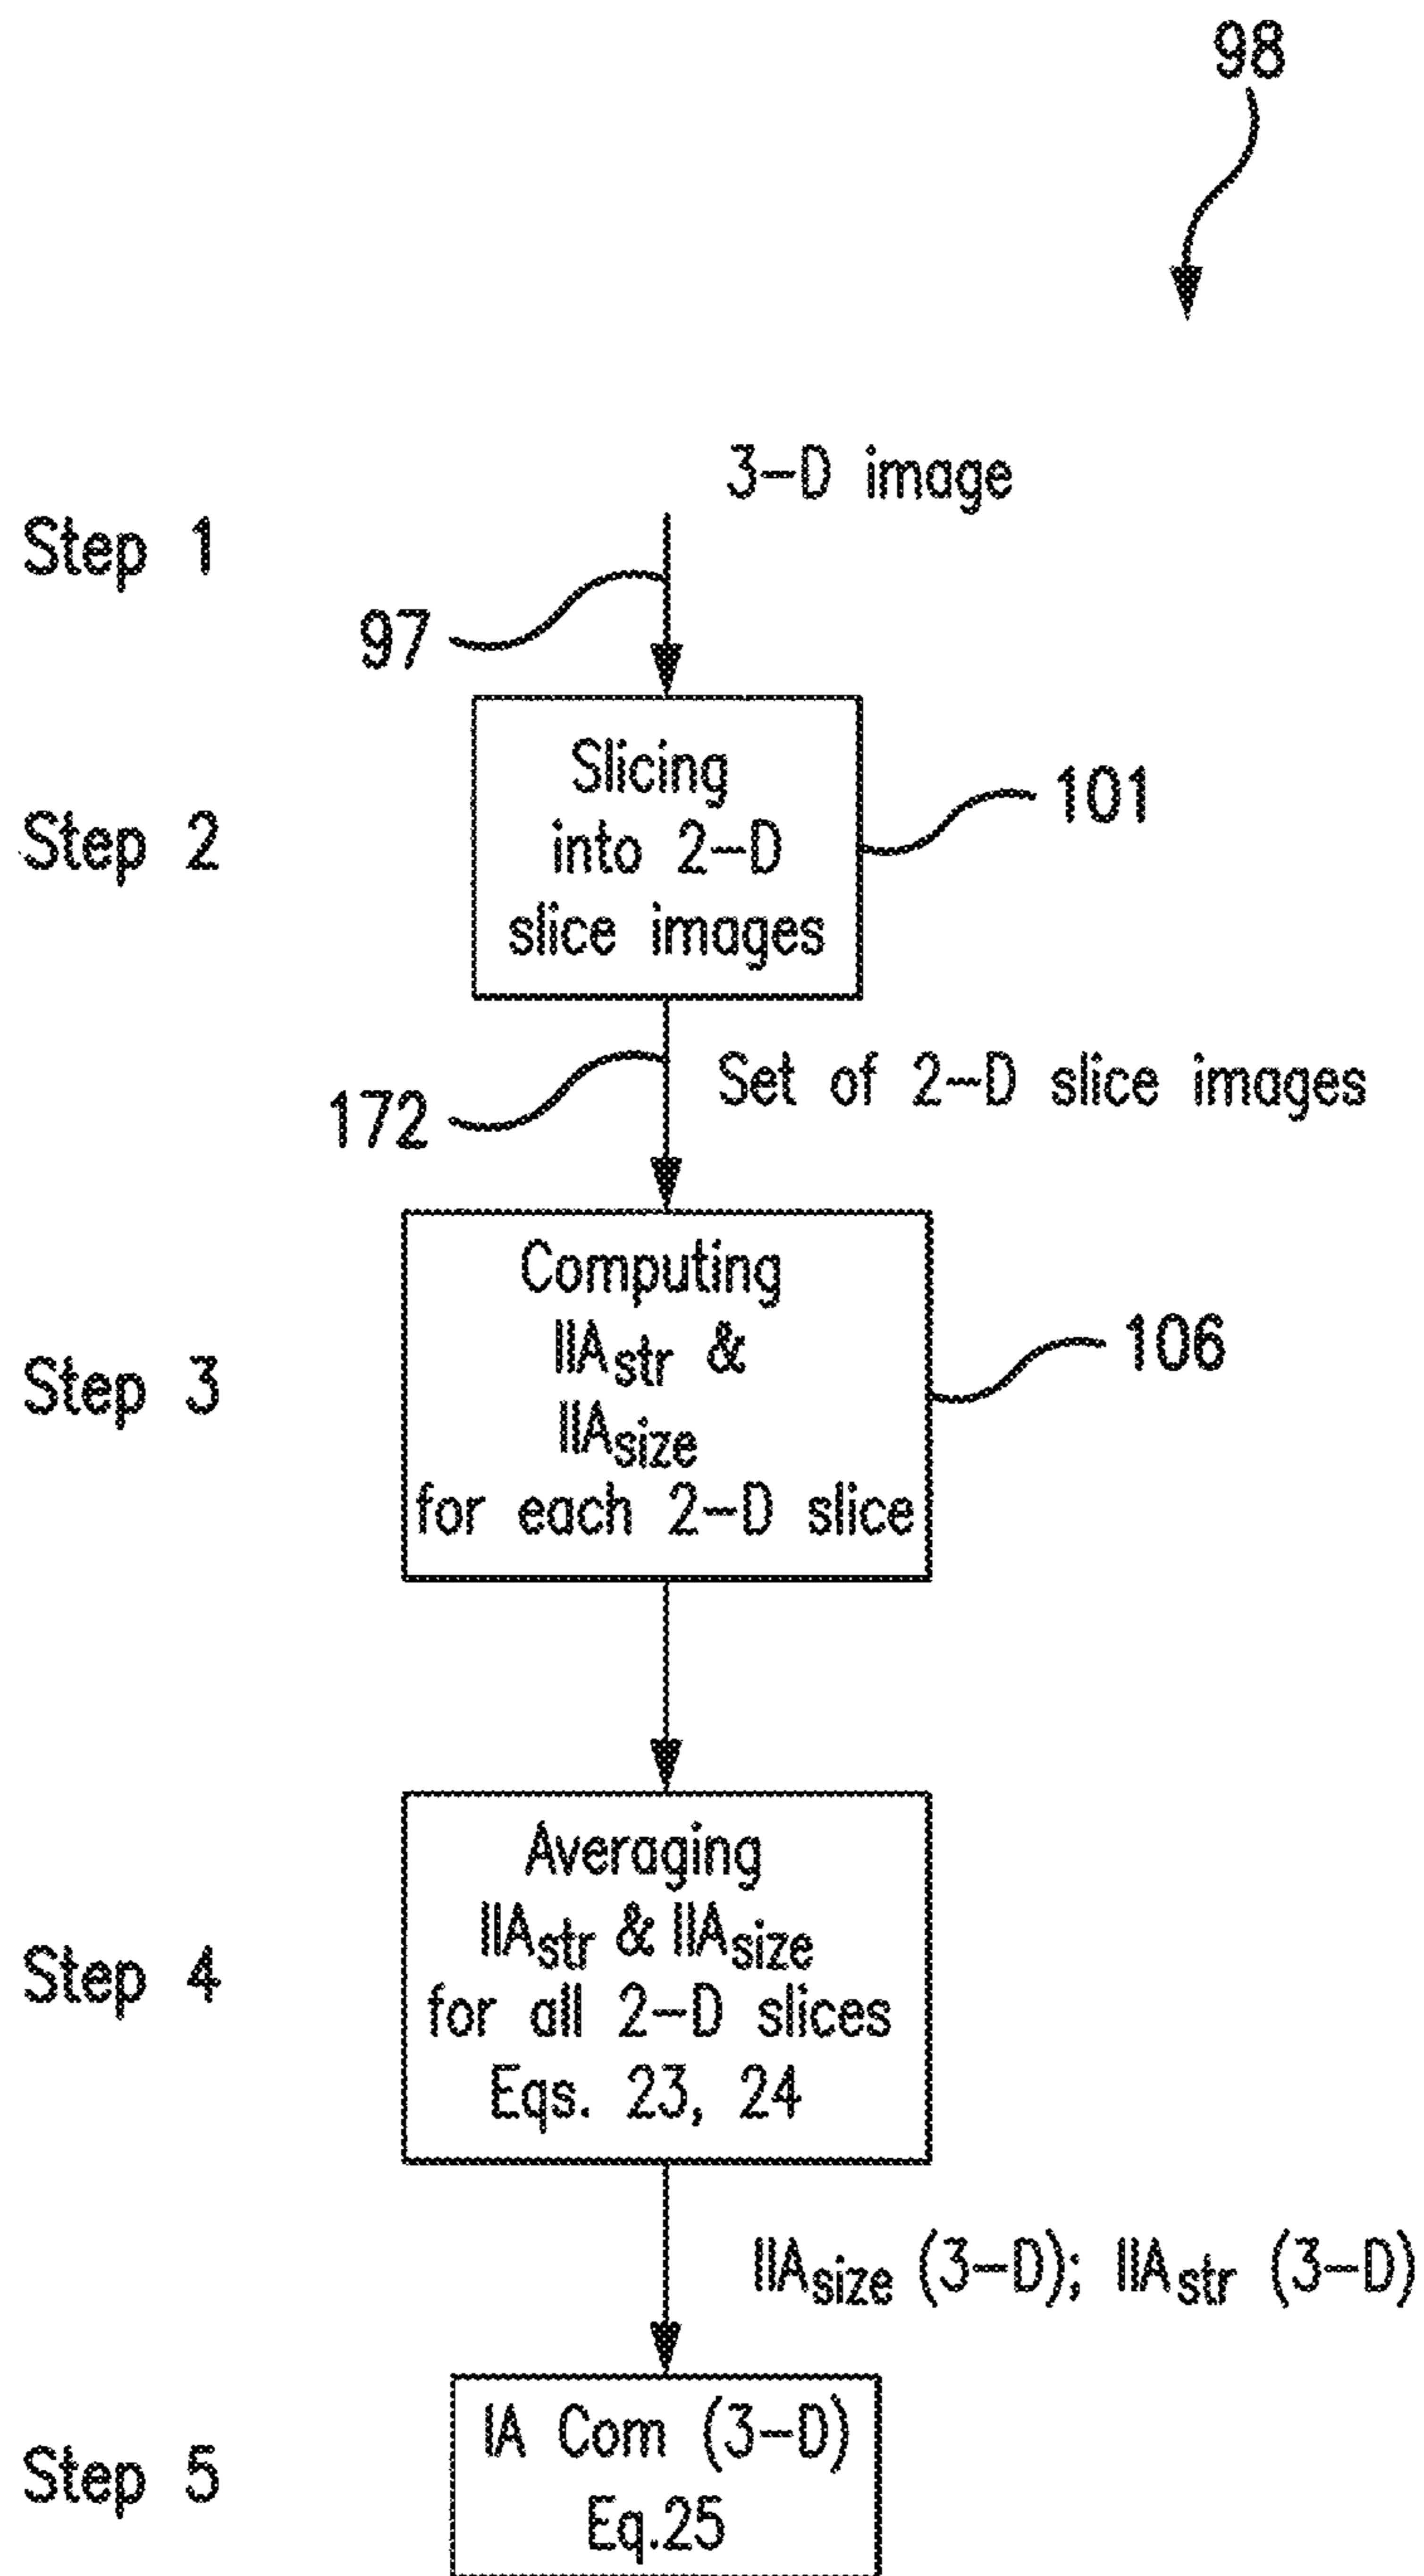 98
3-D image
Step 1
97
Slicing
into 2-D
slice images
Step 2
101
172
Set of 2-D slice images
Computing
IIAstr &
IIAsize
for each 2-D slice
Step 3
106
Averaging
IIAstr & IIAsize
for all 2-D slices
Eqs. 23, 24
Step 4
IIAsize (3-D); IIAstr (3-D)
IA Com (3-D)
Eq.25
Step 5